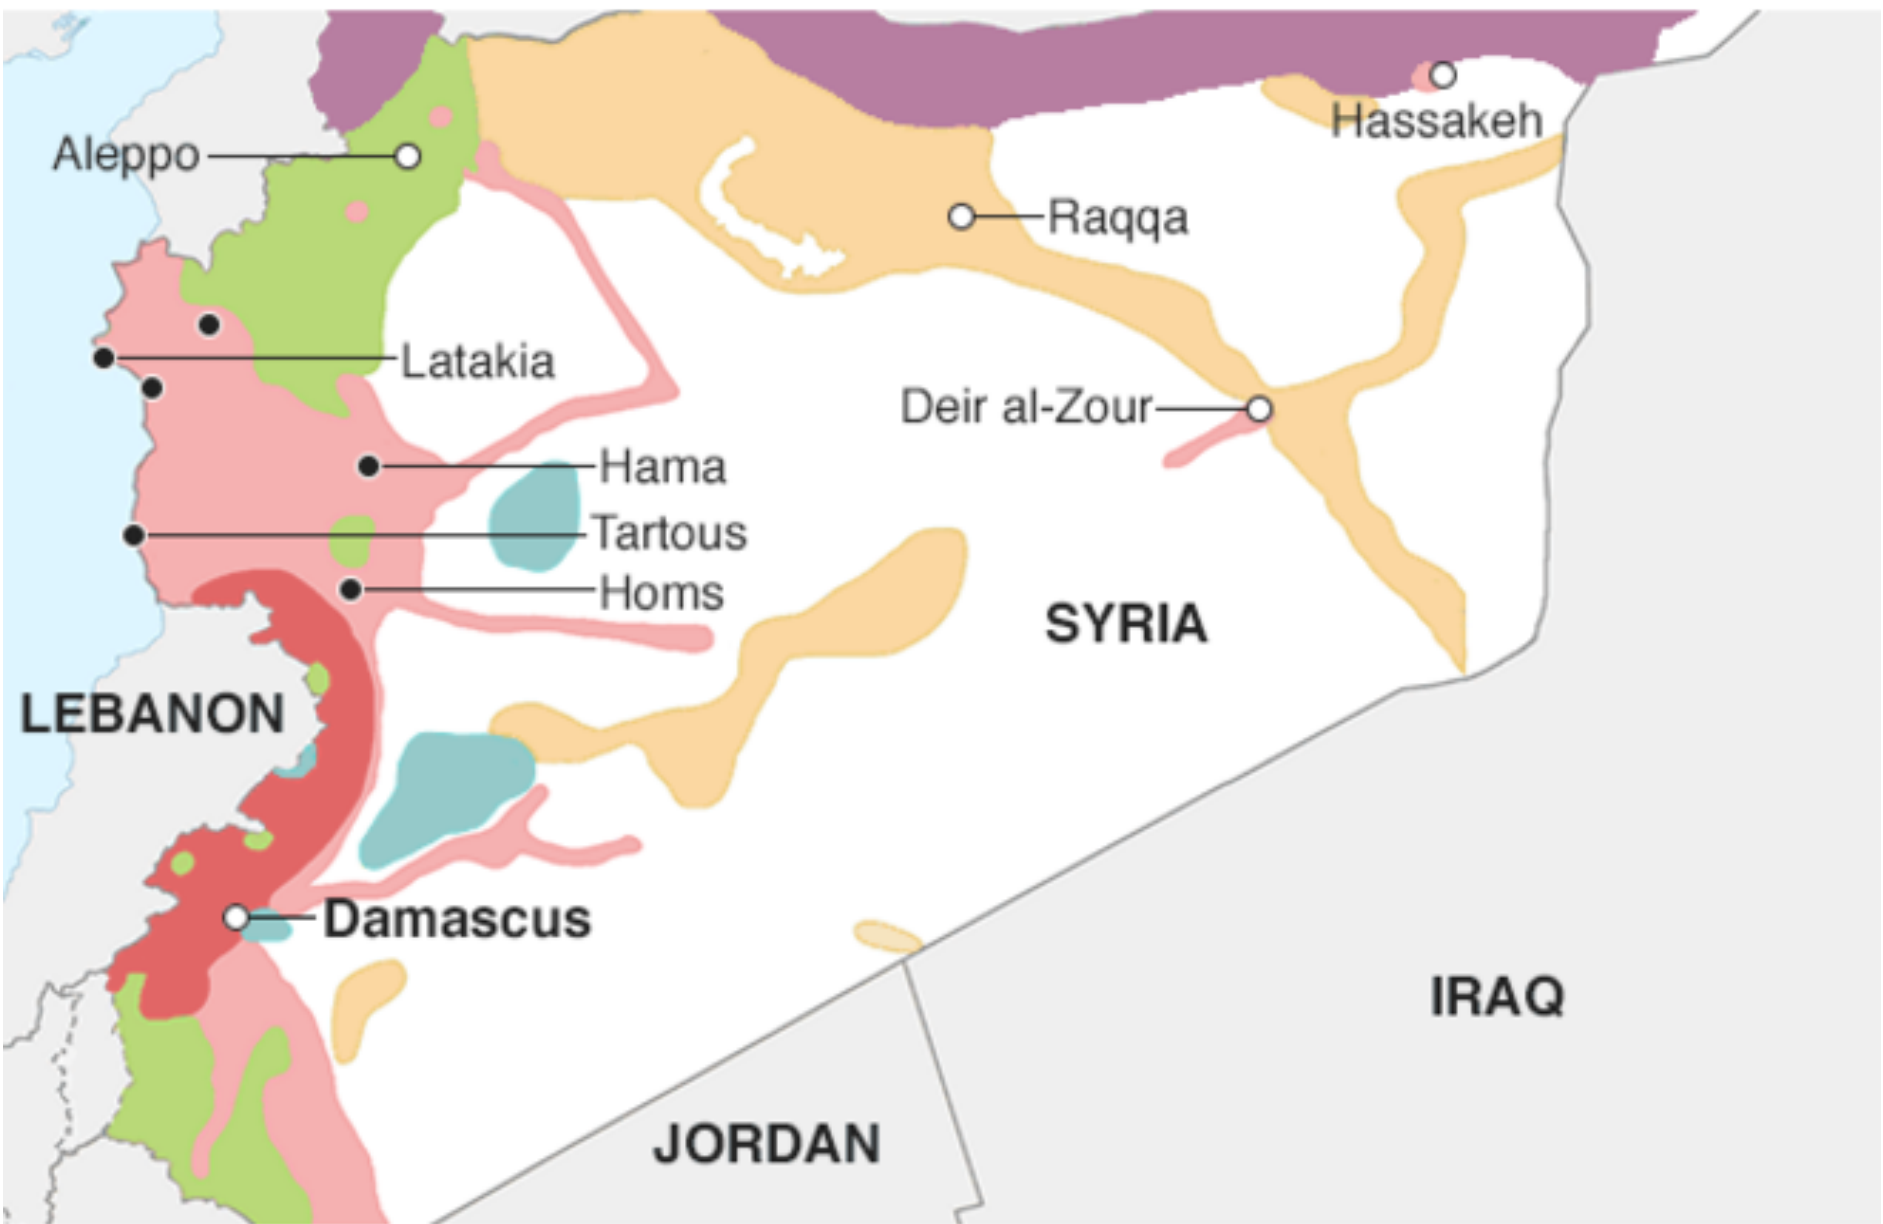 Hassakeh
Aleppo
Raqqa
Latakia
Deir al-Zour
Hama
Tartous
Homs
SYRIA
LEBANON
Damascus
IRAQ
JORDAN